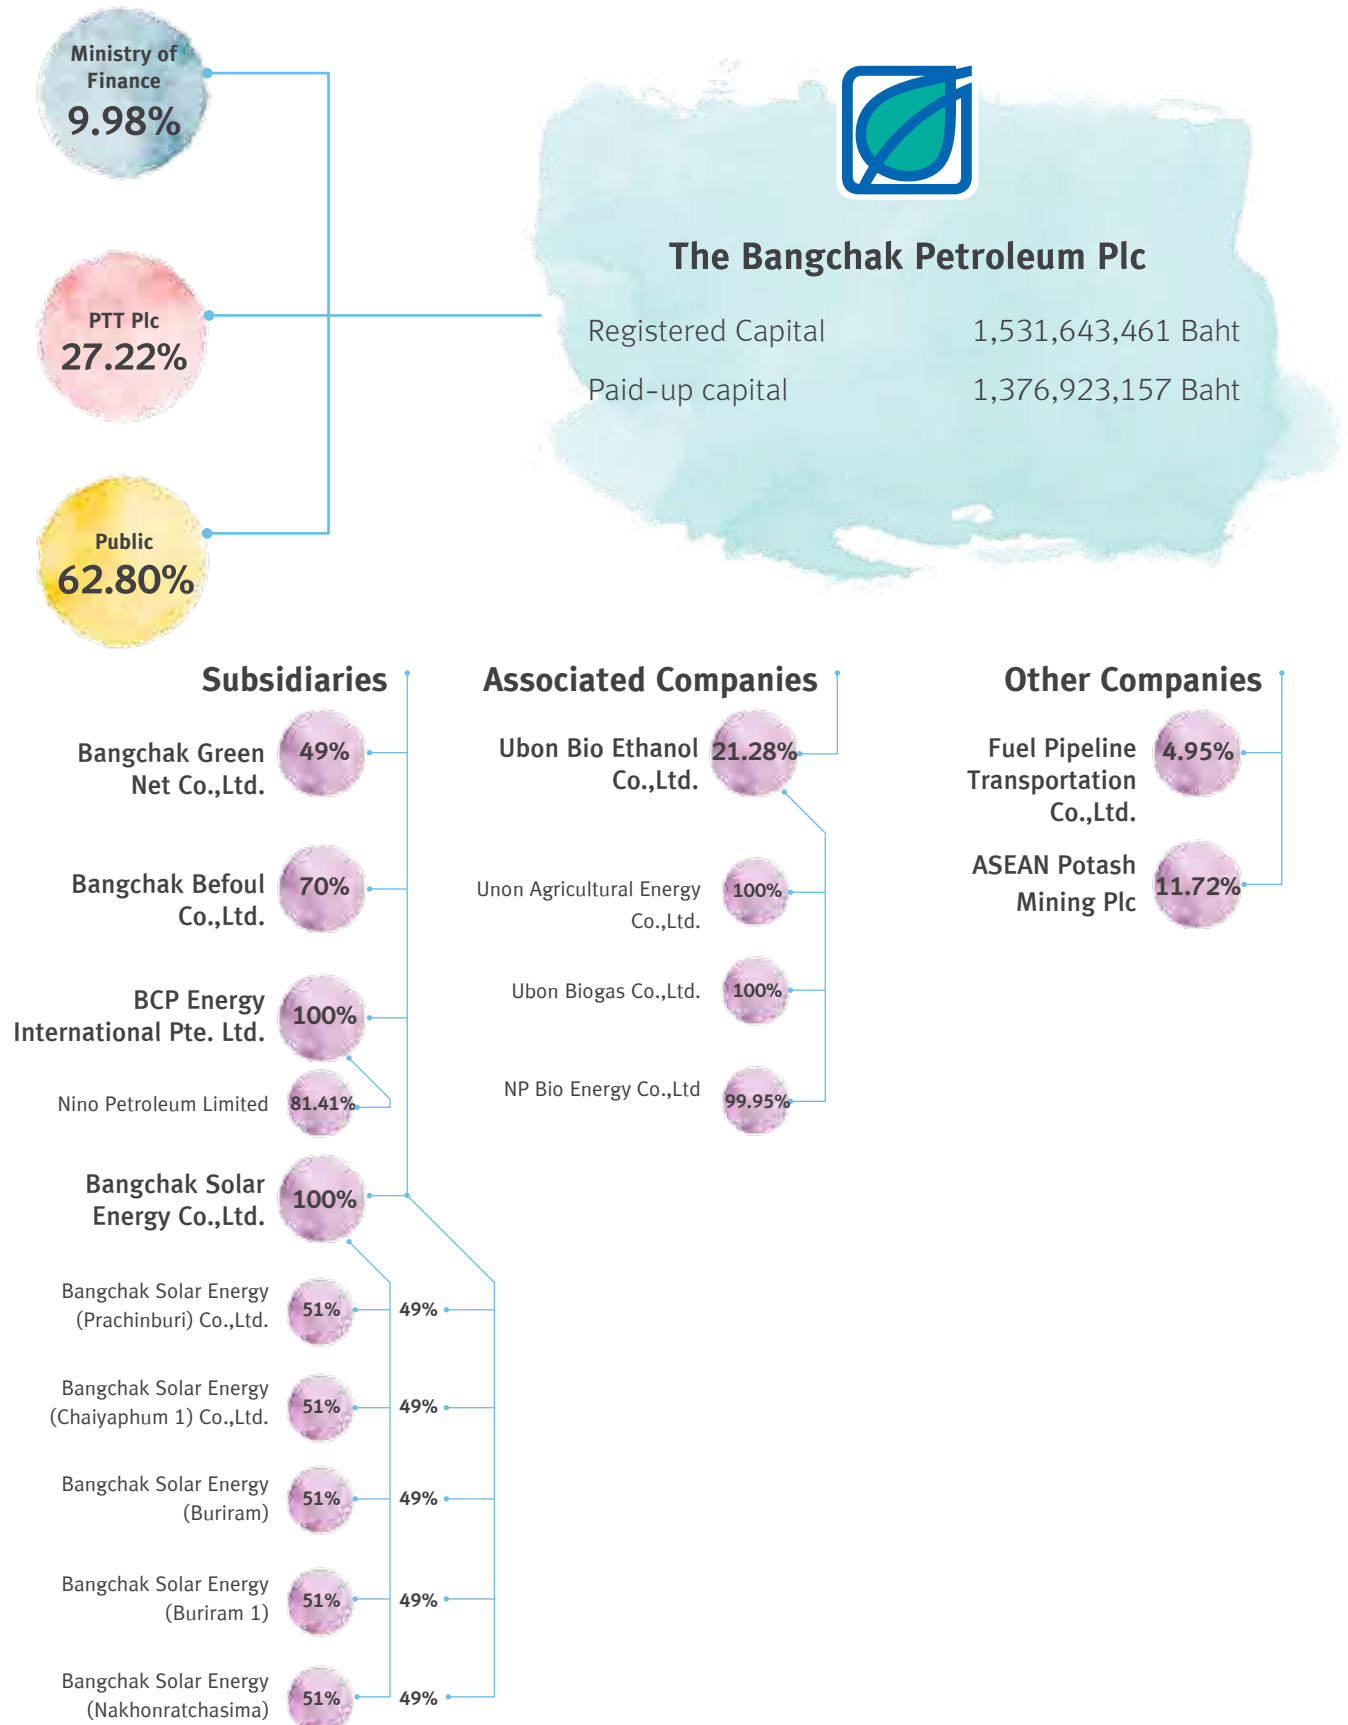 Ministry of
Finance
9.98%
PTT Plc
27.22%
Public
62.80%
The Bangchak Petroleum Plc
Registered Capital 1,531,643,461 Baht
Paid-up capital 1,376,923,157 Baht
Subsidiaries
Bangchak Green
Net Co.,Ltd.
49%
Bangchak Befoul
Co.,Ltd.
70%
BCP Energy
International Pte. Ltd.
100%
Nino Petroleum Limited
81.41%
Bangchak Solar
Energy Co.,Ltd.
100%
Bangchak Solar Energy
(Prachinburi) Co.,Ltd.
51% 49%
Bangchak Solar Energy
(Chaiyaphum 1) Co.,Ltd.
51% 49%
Bangchak Solar Energy
(Buriram)
51% 49%
Bangchak Solar Energy
(Buriram 1)
51% 49%
Bangchak Solar Energy
(Nakhonratchasima)
51% 49%
Associated Companies
Ubon Bio Ethanol
Co.,Ltd.
21.28%
Unon Agricultural Energy
Co.,Ltd.
100%
Ubon Biogas Co.,Ltd.
100%
NP Bio Energy Co.,Ltd
99.95%
Other Companies
Fuel Pipeline
Transportation
Co.,Ltd.
4.95%
ASEAN Potash
Mining Plc
11.72%